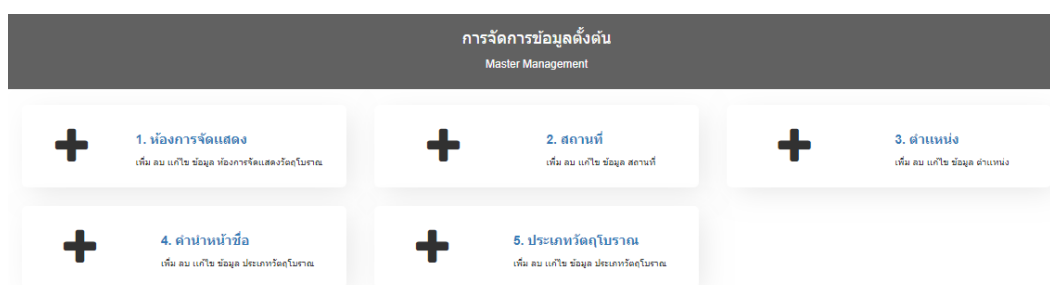 การจัดการข้อมูลตั้งต้น
Master Management
1. ห้องการจัดแสดง
เพิ่ม ลบ แก้ไข ข้อมูล ห้องการจัดแสดงวัตถุโบราณ
2. สถานที่
เพิ่ม ลบ แก้ไข ข้อมูล สถานที่
3. ตำแหน่ง
เพิ่ม ลบ แก้ไข ข้อมูล ตำแหน่ง
4. คำนำหน้าชื่อ
เพิ่ม ลบ แก้ไข ข้อมูล ประเภทวัตถุโบราณ
5. ประเภทวัตถุโบราณ
เพิ่ม ลบ แก้ไข ข้อมูล ประเภทวัตถุโบราณ